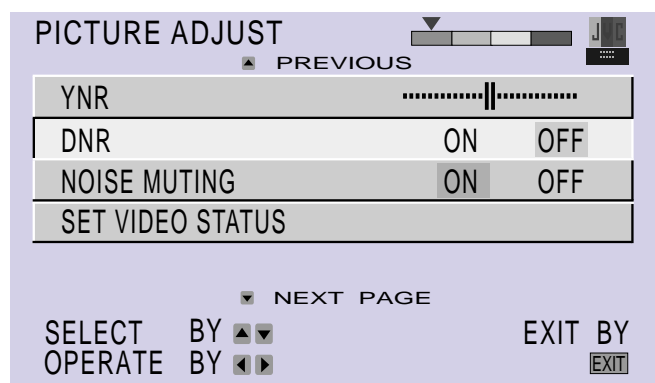 PICTURE ADJUST
JVC
PREVIOUS
YNR
DNR ON OFF
NOISE MUTING ON OFF
SET VIDEO STATUS
NEXT PAGE
SELECT BY EXIT BY
OPERATE BY EXIT